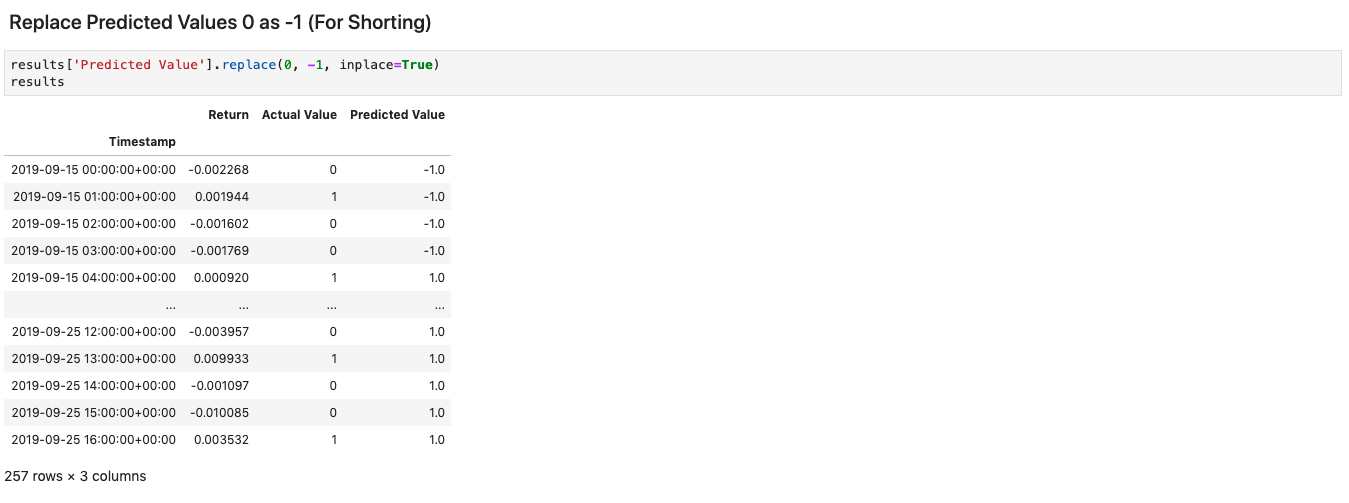 Replace Predicted Values 0 as -1 (For Shorting)
results['Predicted Value'].replace(0, -1, inplace=True)
results
Return Actual Value Predicted Value
Timestamp
2019-09-15 00:00:00+00:00 -0.002268 0 -1.0
2019-09-15 01:00:00+00:00 0.001944 1 -1.0
2019-09-15 02:00:00+00:00 -0.001602 0 -1.0
2019-09-15 03:00:00+00:00 -0.001769 0 -1.0
2019-09-15 04:00:00+00:00 0.000920 1 1.0
... ... ... ...
2019-09-25 12:00:00+00:00 -0.003957 0 1.0
2019-09-25 13:00:00+00:00 0.009933 1 1.0
2019-09-25 14:00:00+00:00 -0.001097 0 1.0
2019-09-25 15:00:00+00:00 -0.010085 0 1.0
2019-09-25 16:00:00+00:00 0.003532 1 1.0
257 rows × 3 columns